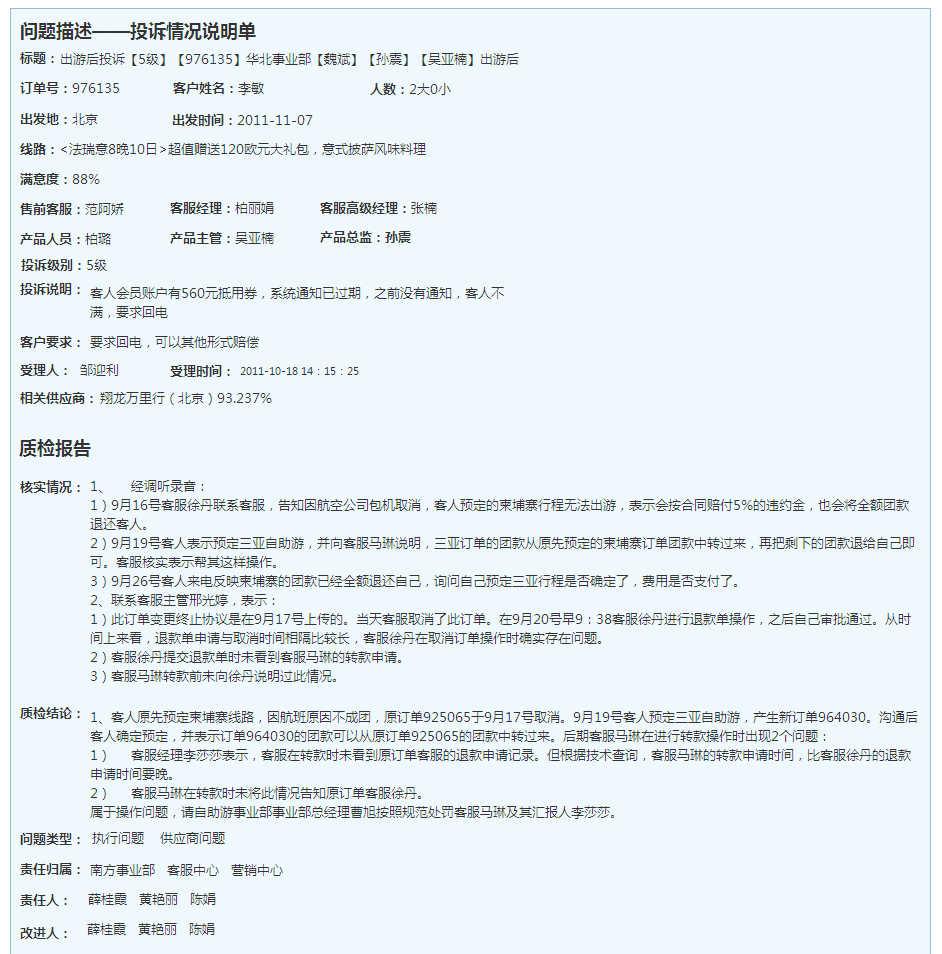 问题描述——投诉情况说明单
标题：出游后投诉【5级】【976135】华北事业部【魏斌】【孙震】【吴亚楠】出游后
订单号：976135 客户姓名：李敏 人数：2大0小
出发地：北京 出发时间：2011-11-07
线路：<法瑞意8晚10日>超值赠送120欧元大礼包，意式披萨风味料理
满意度：88%
售前客服：范阿娇 客服经理：柏丽娟 客服高级经理：张楠
产品人员：柏璐 产品主管：吴亚楠 产品总监：孙震
投诉级别：5级
投诉说明： 客人会员账户有560元抵用券，系统通知已过期，之前没有通知，客人不
满，要求回电
客户要求： 要求回电，可以其他形式赔偿
受理人： 邹迎利 受理时间： 2011-10-18 14：15：25
相关供应商：翔龙万里行（北京）93.237%
质检报告
核实情况： 1、 经调听录音：
1）9月16号客服徐丹联系客服，告知因航空公司包机取消，客人预定的柬埔寨行程无法出游，表示会按合同赔付5%的违约金，也会将全额团款
退还客人。
2）9月19号客人表示预定三亚自助游，并向客服马琳说明，三亚订单的团款从原先预定的柬埔寨订单团款中转过来，再把剩下的团款退给自己即
可。客服核实表示帮其这样操作。
3）9月26号客人来电反映柬埔寨的团款已经全额退还自己，询问自己预定三亚行程是否确定了，费用是否支付了。
2、联系客服主管邢光婷，表示：
1）此订单变更终止协议是在9月17号上传的。当天客服取消了此订单。在9月20号早9：38客服徐丹进行退款单操作，之后自己审批通过。从时
间上来看，退款单申请与取消时间相隔比较长，客服徐丹在取消订单操作时确实存在问题。
2）客服徐丹提交退款单时未看到客服马琳的转款申请。
3）客服马琳转款前未向徐丹说明过此情况。
质检结论： 1、客人原先预定柬埔寨线路，因航班原因不成团，原订单925065于9月17号取消。9月19号客人预定三亚自助游，产生新订单964030。沟通后
客人确定预定，并表示订单964030的团款可以从原订单925065的团款中转过来。后期客服马琳在进行转款操作时出现2个问题：
1） 客服经理李莎莎表示，客服在转款时未看到原订单客服的退款申请记录。但根据技术查询，客服马琳的转款申请时间，比客服徐丹的退款
申请时间要晚。
2） 客服马琳在转款时未将此情况告知原订单客服徐丹。
属于操作问题，请自助游事业部事业部总经理曹旭按照规范处罚客服马琳及其汇报人李莎莎。
问题类型： 执行问题 供应商问题
责任归属： 南方事业部 客服中心 营销中心
责任人： 薛桂霞 黄艳丽 陈娟
改进人： 薛桂霞 黄艳丽 陈娟